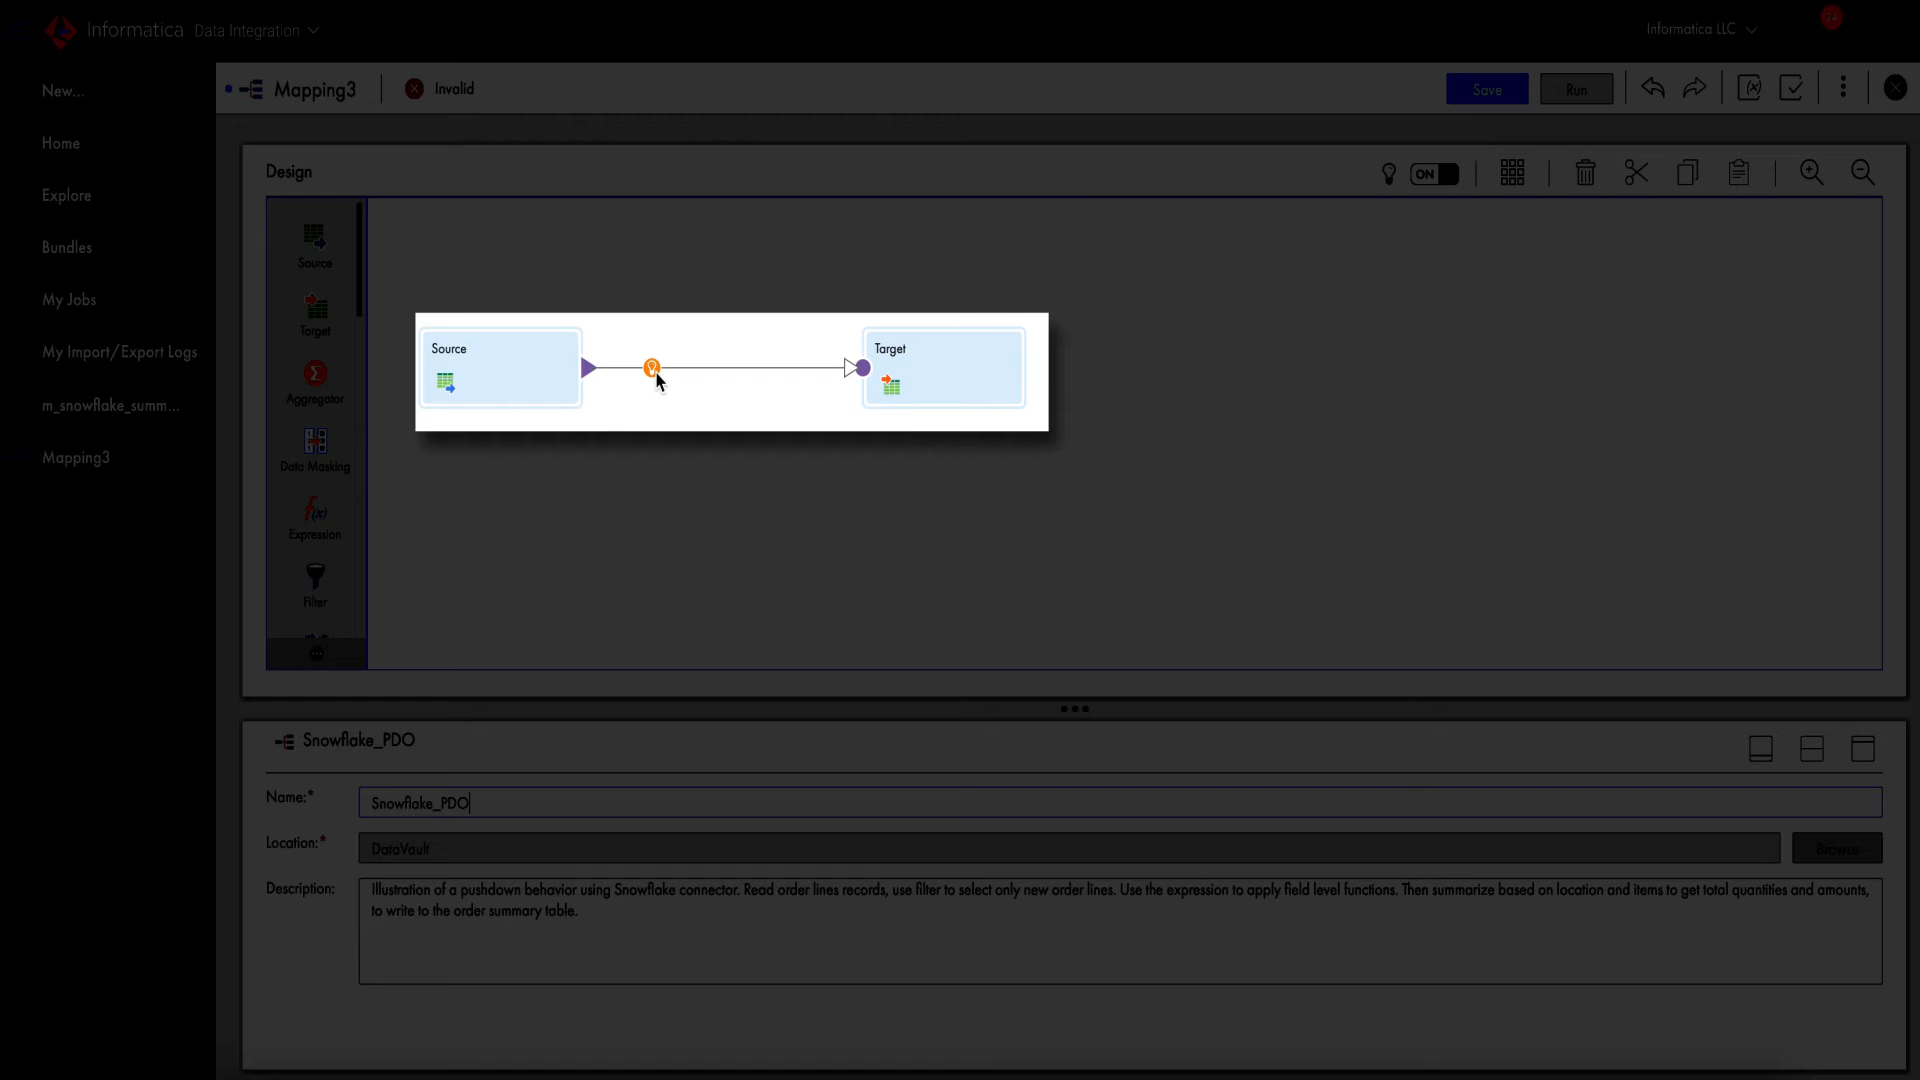 Informatica Data Integration
Informatica LLC
24
New...
Home
Explore
Bundles
My Jobs
My Import/Export Logs
m_snowflake_summ...
Mapping3
Mapping3
Invalid
Save
Run
Design
ON
Source
Target
Aggregator
Data Masking
Expression
Filter
Source
Target
Snowflake_PDO
Name:*
Snowflake_PDO
Location:*
DataVault
Browse
Description:
Illustration of a pushdown behavior using Snowflake connector. Read order lines records, use filter to select only new order lines. Use the expression to apply field level functions. Then summarize based on location and items to get total quantities and amounts,
to write to the order summary table.